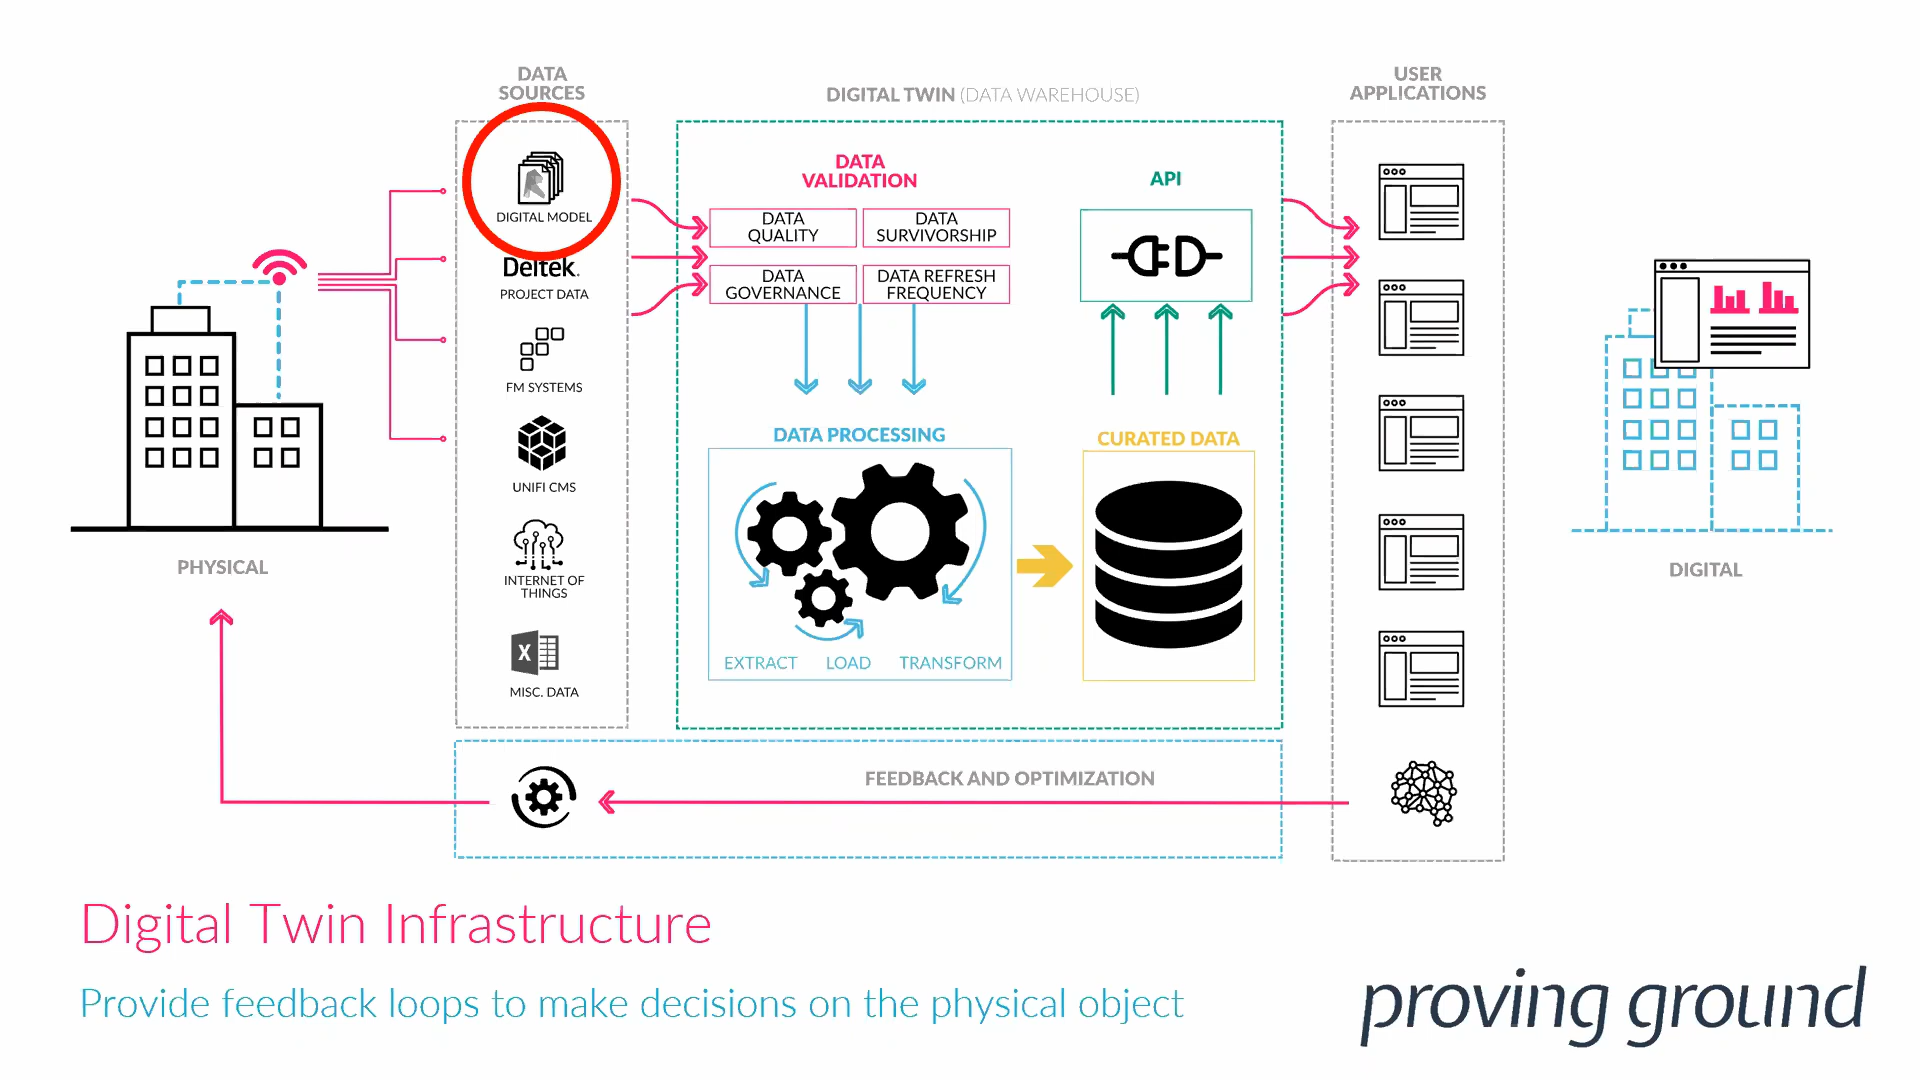 DATA
SOURCES
DIGITAL MODEL
Deltek.
PROJECT DATA
FM SYSTEMS
UNIFI CMS
INTERNET OF
THINGS
X
MISC. DATA
DIGITAL TWIN (DATA WAREHOUSE)
DATA
VALIDATION
DATA
QUALITY
DATA
SURVIVORSHIP
DATA
GOVERNANCE
DATA REFRESH
FREQUENCY
API
DATA PROCESSING
EXTRACT LOAD TRANSFORM
CURATED DATA
USER
APPLICATIONS
PHYSICAL
DIGITAL
FEEDBACK AND OPTIMIZATION
Digital Twin Infrastructure
Provide feedback loops to make decisions on the physical object
proving ground